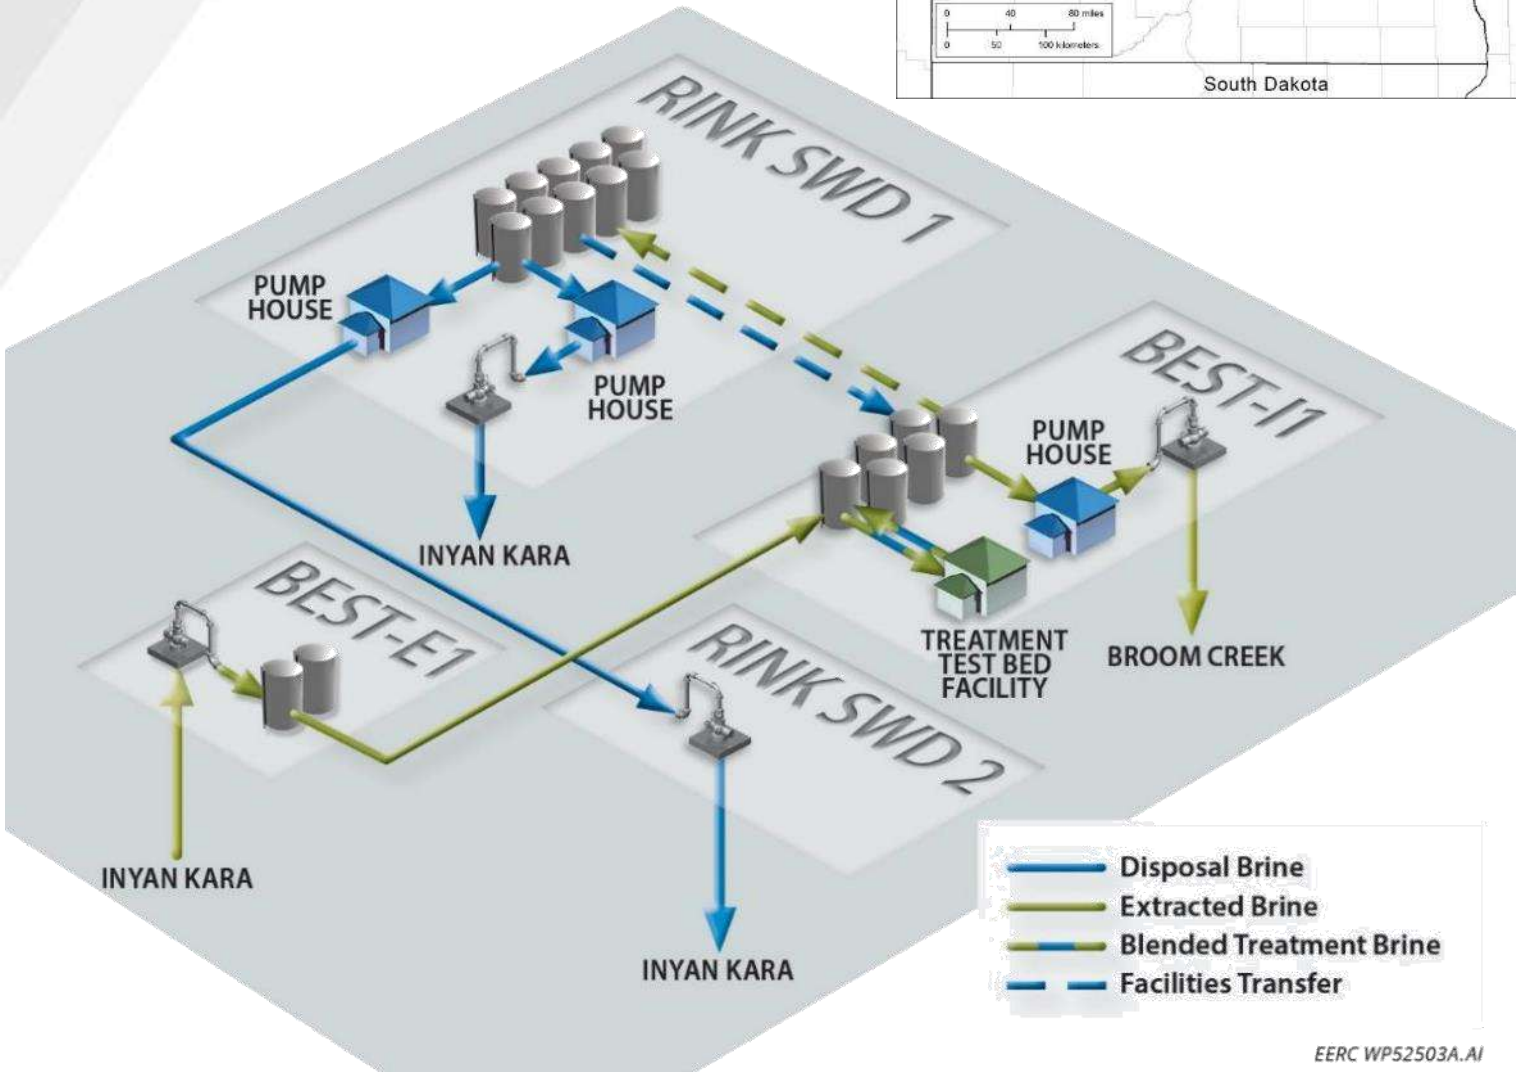 0 40 80 miles
0 50 100 kilometers
South Dakota
RINK SWD 1
PUMP
HOUSE
PUMP
HOUSE
INYAN KARA
BEST-I1
PUMP
HOUSE
TREATMENT
TEST BED
FACILITY
BROOM CREEK
BEST-E1
INYAN KARA
RINK SWD 2
INYAN KARA
Disposal Brine
Extracted Brine
Blended Treatment Brine
Facilities Transfer
EERC WP52503A.AI